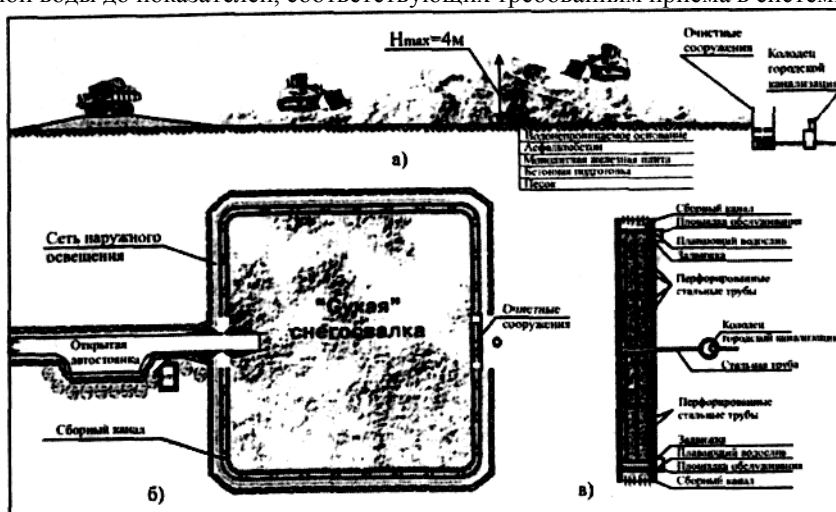 ной воды до показателей, соответствующих требованиям приема в систем
Hmax=4м
Очистные
сооружения
Колодец
городской
канализации
Водонепроницаемое основание
Асфальтобетон
Монолитная железная плита
Бетонная подготовка
Песок
а)
Сеть наружного
освещения
"Сухая"
снегосвалка
Открытая
автостоянка
Очистные
сооружения
Сборный канал
б)
Сборный канал
Площадка обслуживания
Плавающий водослив
Задвижка
Перфорированные
стальные трубы
Колодец
городской канализации
Стальная труба
Перфорированные
стальные трубы
Задвижка
Плавающий водослив
Площадка обслуживания
Сборный канал
в)